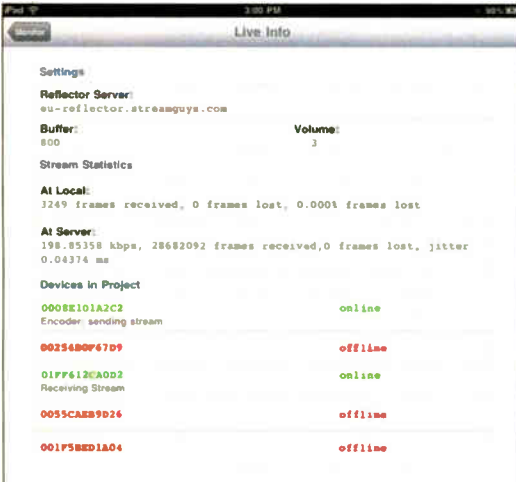 iPad 3:00 PM 98%
Monitor Live Info
Settings
Reflector Server:
eu-reflector.streamguys.com
Buffer: Volume:
800 3
Stream Statistics
At Local:
3249 frames received, 0 frames lost, 0.000% frames lost
At Server:
198.85358 kbps, 28682092 frames received,0 frames lost, jitter
0.04374 ms
Devices in Project
0008E101A2C2 online
Encoder: sending stream
offline
01FF612CA0D2 online
Receiving Stream
0055CAEB9D26 offline
001F5BED1A04 offline